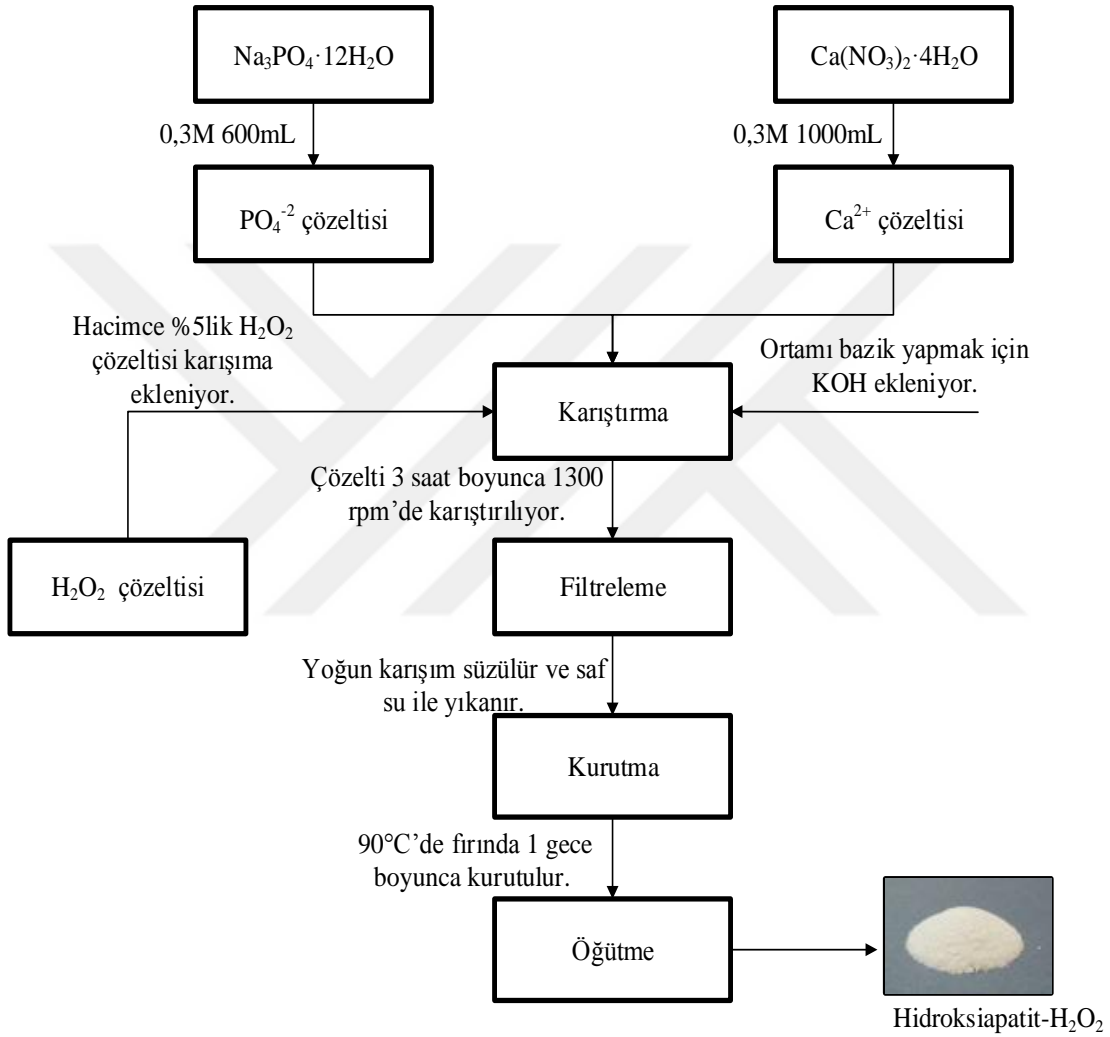 Na₃PO₄·12H₂O
Ca(NO₃)₂·4H₂O
0,3M 600mL
0,3M 1000mL
PO₄⁻² çözeltisi
Ca²⁺ çözeltisi
Hacimce %5lik H₂O₂
çözeltisi karışıma
ekleniyor.
Ortamı bazik yapmak için
KOH ekleniyor.
Karıştırma
Çözelti 3 saat boyunca 1300
rpm’de karıştırılıyor.
H₂O₂ çözeltisi
Filtreleme
Yoğun karışım süzülür ve saf
su ile yıkanır.
Kurutma
90°C’de fırında 1 gece
boyunca kurutulur.
Öğütme
Hidroksiapatit-H₂O₂